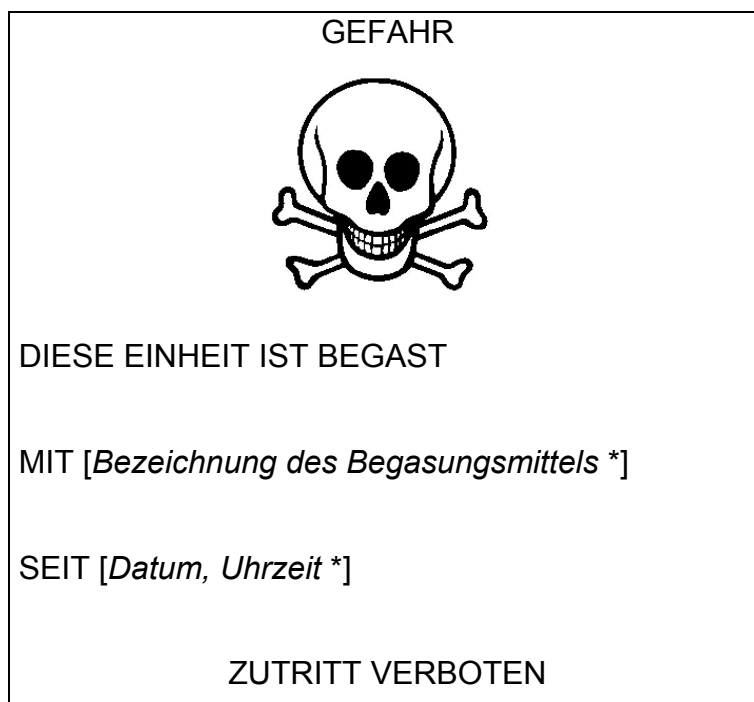 GEFAHR
DIESE EINHEIT IST BEGAST
MIT [Bezeichnung des Begasungsmittels *]
SEIT [Datum, Uhrzeit *]
ZUTRITT VERBOTEN